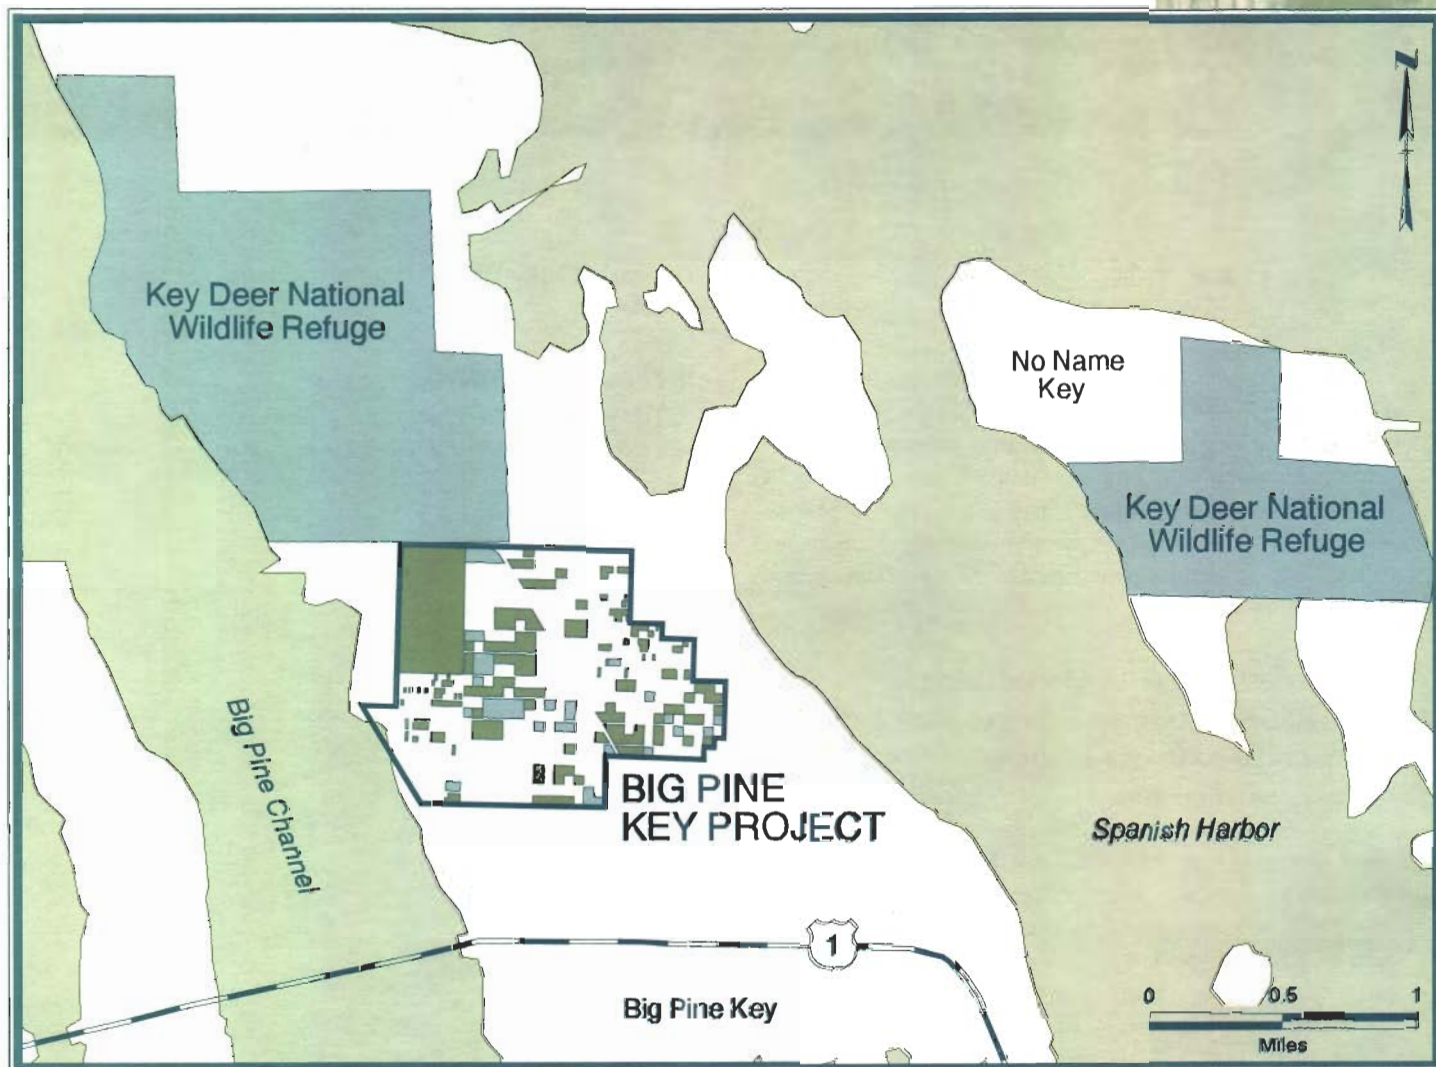 N
Key Deer National
Wildlife Refuge
No Name
Key
Key Deer National
Wildlife Refuge
Big Pine Channel
BIG PINE
KEY PROJECT
Spanish Harbor
1
Big Pine Key
0 0.5 1
Miles